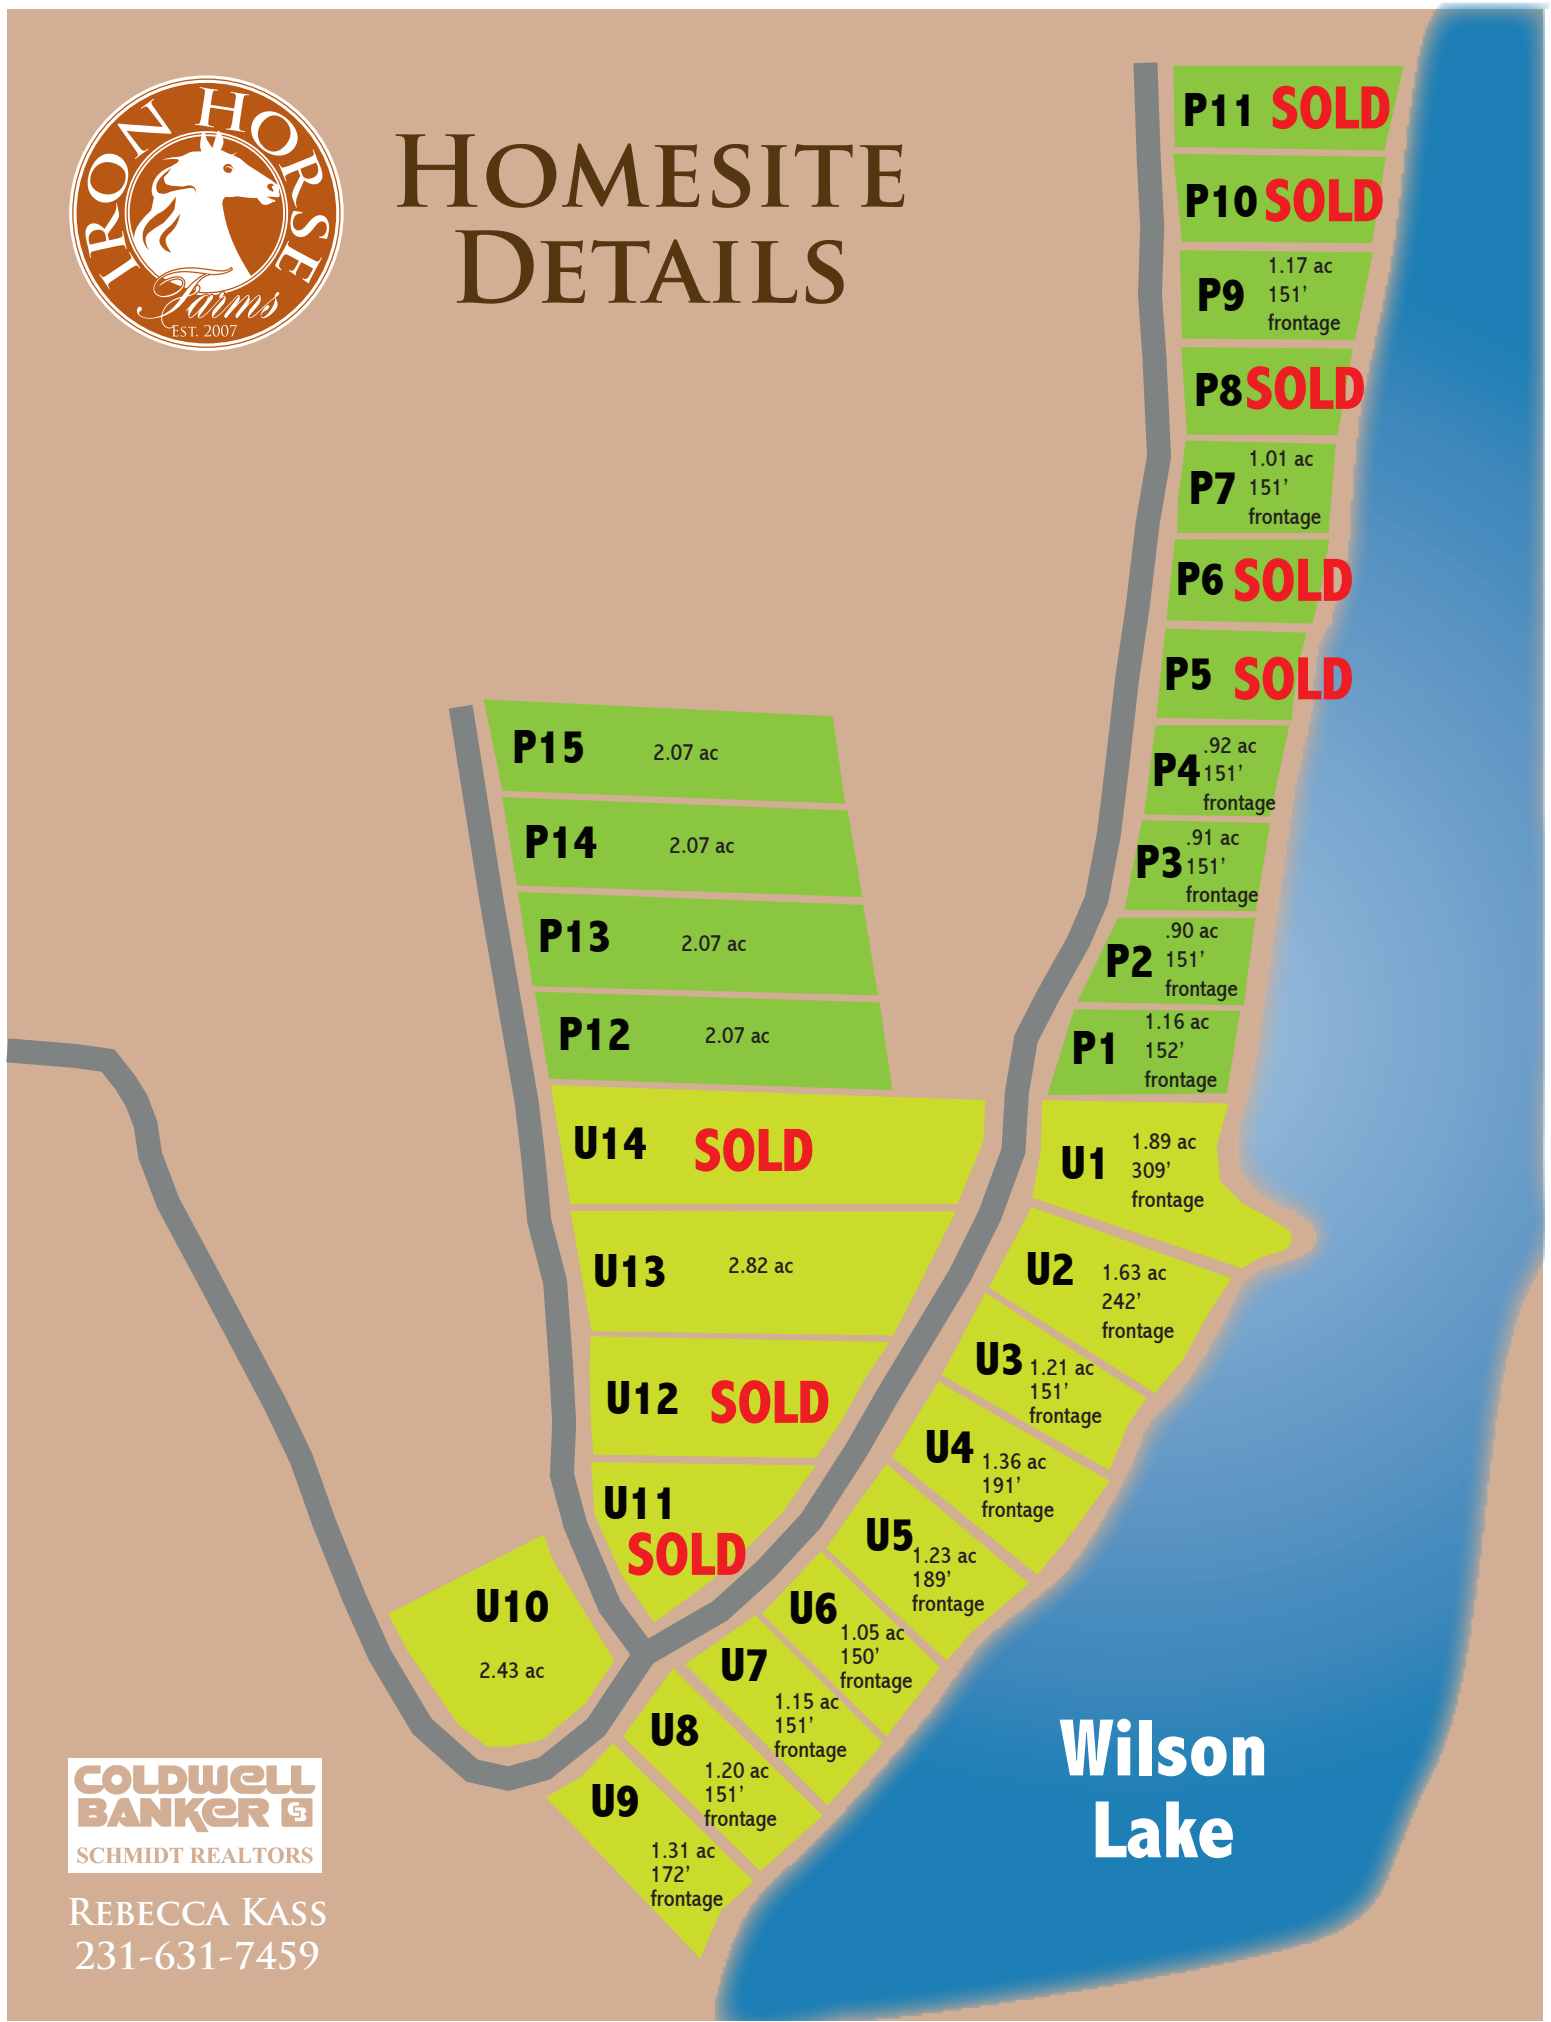 IRON HORSE
Farms
EST. 2007
HOMESITE
DETAILS
P11 SOLD
P10 SOLD
P9
1.17 ac
151’
frontage
P8 SOLD
P7
1.01 ac
151’
frontage
P6 SOLD
P5 SOLD
P4
.92 ac
151’
frontage
P3
.91 ac
151’
frontage
P2
.90 ac
151’
frontage
P1
1.16 ac
152’
frontage
P15 2.07 ac
P14 2.07 ac
P13 2.07 ac
P12 2.07 ac
U14 SOLD
U13 2.82 ac
U12 SOLD
U11
SOLD
U10
2.43 ac
U1
1.89 ac
309’
frontage
U2
1.63 ac
242’
frontage
U3
1.21 ac
151’
frontage
U4
1.36 ac
191’
frontage
U5
1.23 ac
189’
frontage
U6
1.05 ac
150’
frontage
U7
1.15 ac
151’
frontage
U8
1.20 ac
151’
frontage
U9
1.31 ac
172’
frontage
Wilson
Lake
COLDWELL
BANKER CB
SCHMIDT REALTORS
REBECCA KASS
231-631-7459